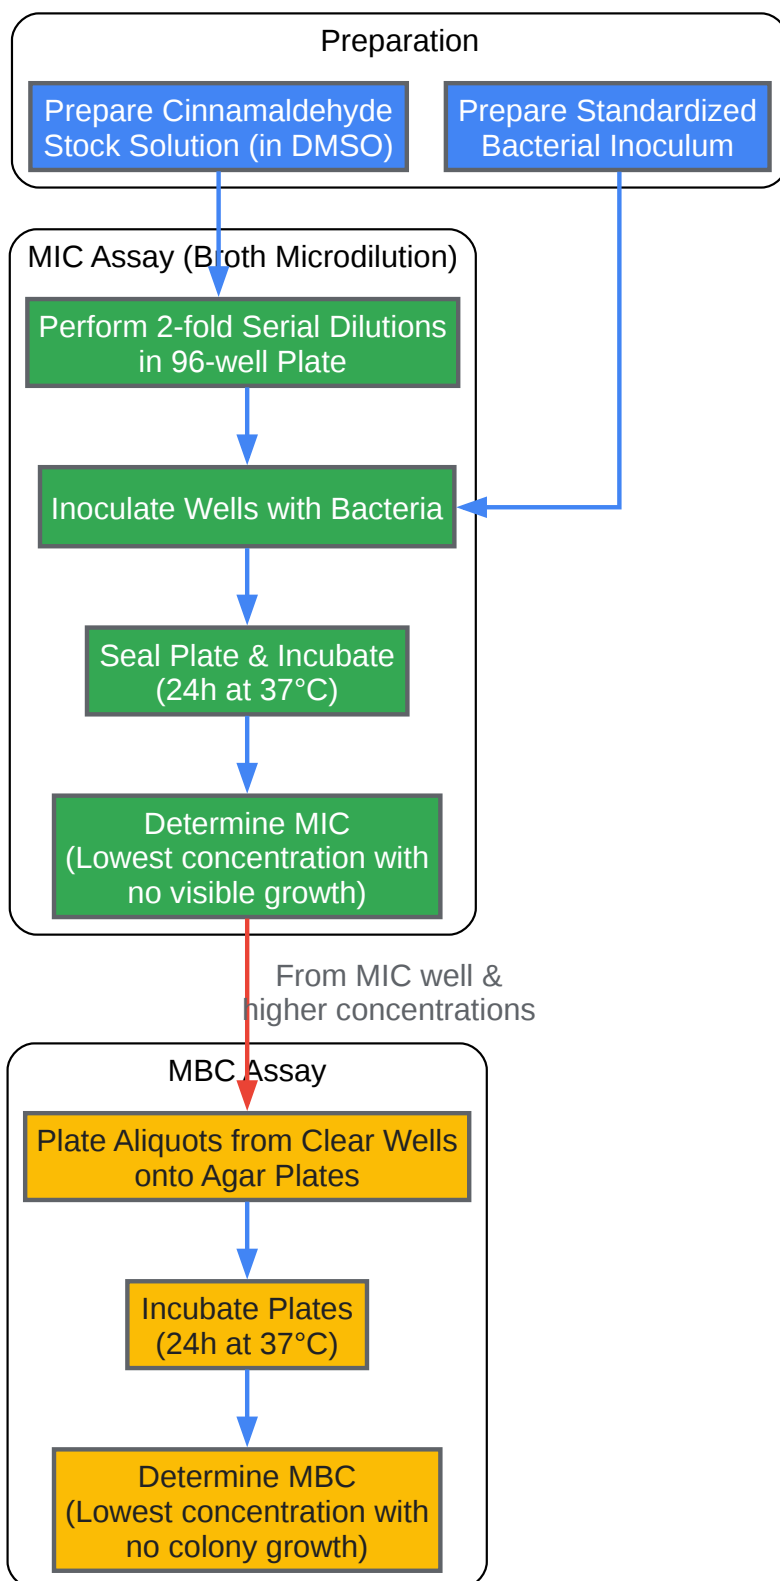 Preparation
Prepare Cinnamaldehyde
Stock Solution (in DMSO)
Prepare Standardized
Bacterial Inoculum
MIC Assay (Broth Microdilution)
Perform 2-fold Serial Dilutions
in 96-well Plate
Inoculate Wells with Bacteria
Seal Plate & Incubate
(24h at 37°C)
Determine MIC
(Lowest concentration with
no visible growth)
From MIC well &
higher concentrations
MBC Assay
Plate Aliquots from Clear Wells
onto Agar Plates
Incubate Plates
(24h at 37°C)
Determine MBC
(Lowest concentration with
no colony growth)